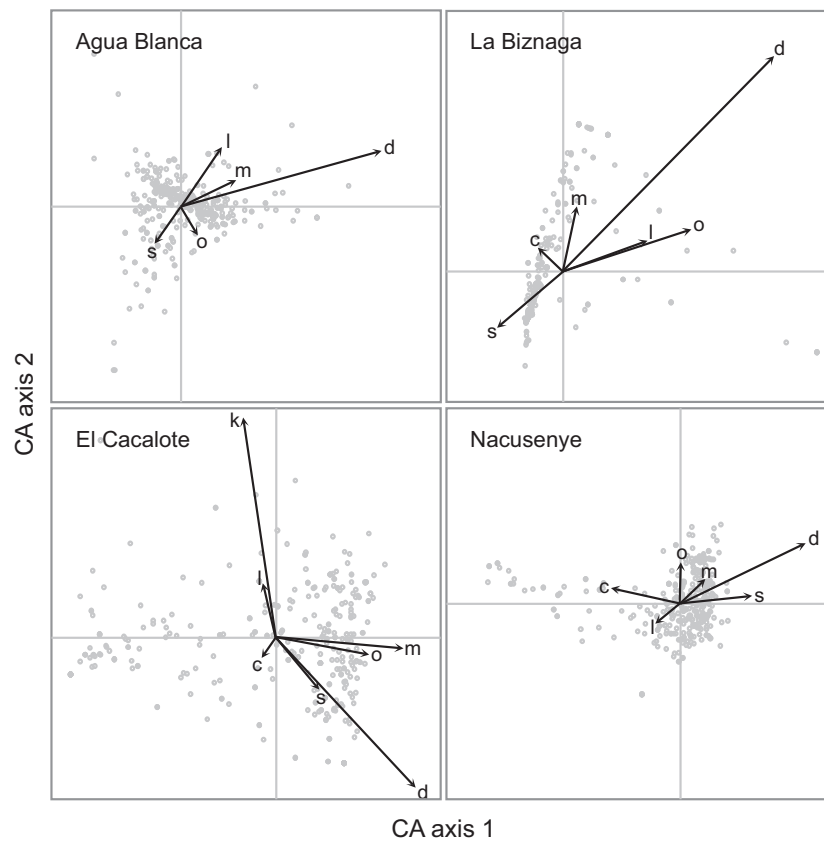 Agua Blanca
l
d
m
s
o
La Biznaga
d
m
c
l
o
s
CA axis 2
El Cacalote
k
l
c
o
m
s
d
Nacusenye
o
m
d
c
s
l
CA axis 1